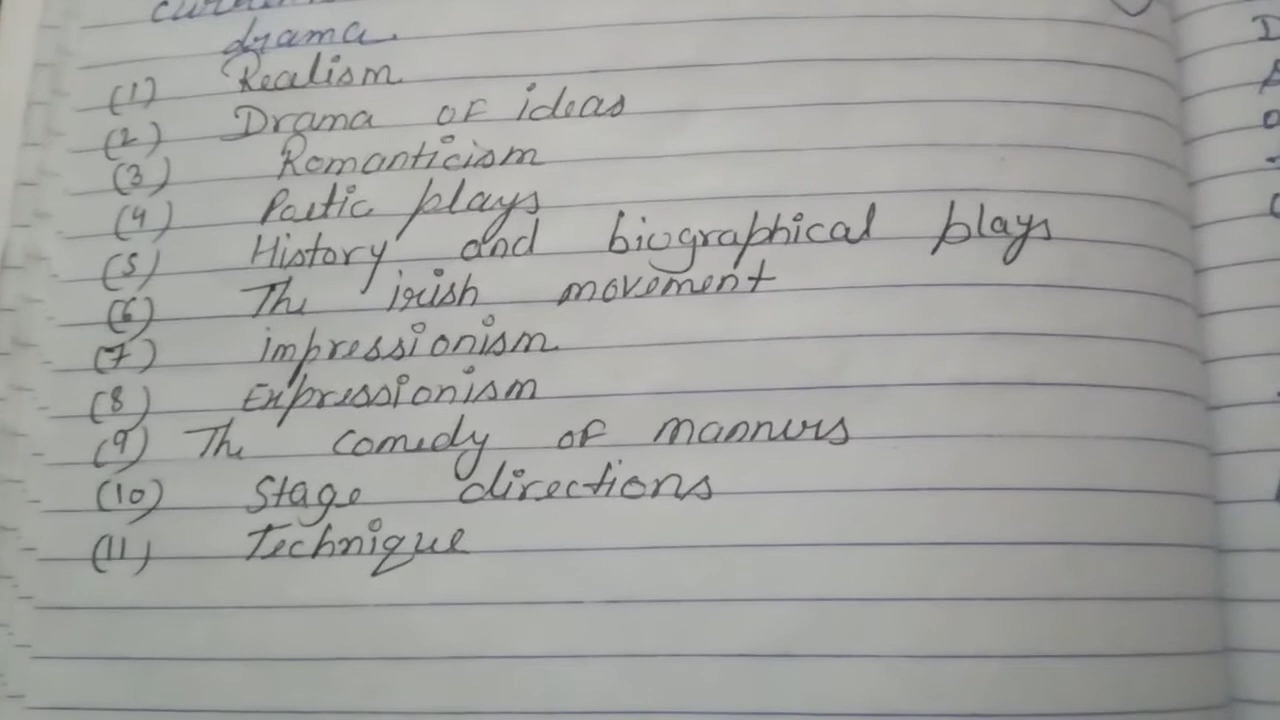 drama.
(1) Realism
(2) Drama of ideas
(3) Romanticism
(4) Poetic plays
(5) History and biographical plays
(6) The irish movement
(7) impressionism
(8) Expressionism
(9) The comedy of manners
(10) Stage directions
(11) Technique